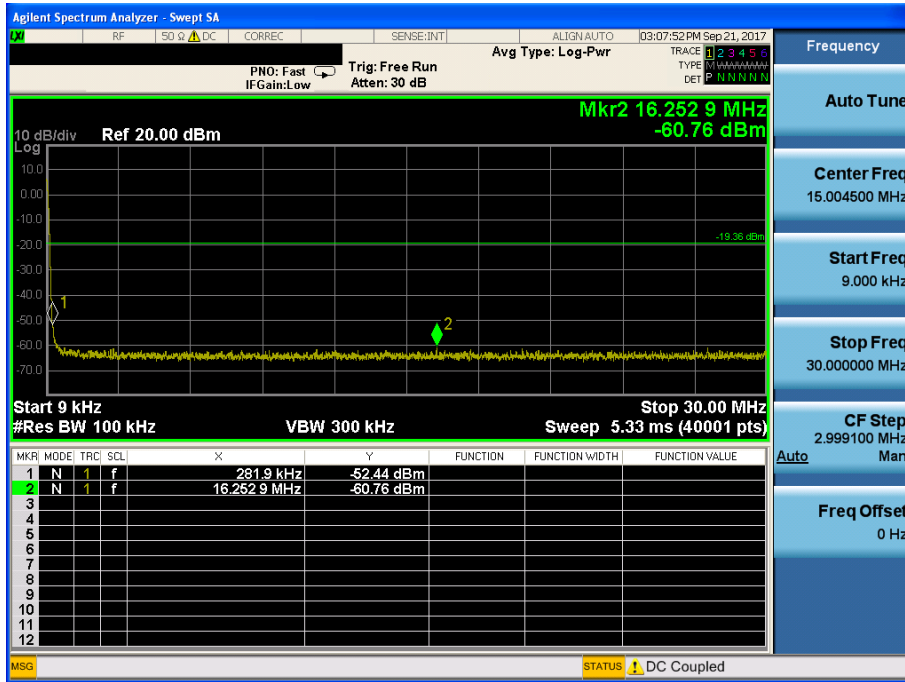 Agilent Spectrum Analyzer - Swept SA
LXI RF 50 Ω DC CORREC SENSE:INT ALIGN AUTO 03:07:52 PM Sep 21, 2017
Avg Type: Log-Pwr TRACE 1 2 3 4 5 6
PNO: Fast Trig: Free Run TYPE M WWWWW
IFGain:Low Atten: 30 dB DET P N N N N N
Mkr2 16.252 9 MHz
10 dB/div Ref 20.00 dBm -60.76 dBm
Log
10.0
0.00
-10.0
-19.36 dBm
-20.0
-30.0
-40.0
1
-50.0
2
-60.0
-70.0
Start 9 kHz Stop 30.00 MHz
#Res BW 100 kHz VBW 300 kHz Sweep 5.33 ms (40001 pts)
MKR MODE TRC SCL X Y FUNCTION FUNCTION WIDTH FUNCTION VALUE
1 N 1 f 281.9 kHz -52.44 dBm
2 N 1 f 16.252 9 MHz -60.76 dBm
3
4
5
6
7
8
9
10
11
12
MSG STATUS DC Coupled
Frequency
Auto Tune
Center Freq
15.004500 MHz
Start Freq
9.000 kHz
Stop Freq
30.000000 MHz
CF Step
2.999100 MHz
Auto Man
Freq Offset
0 Hz